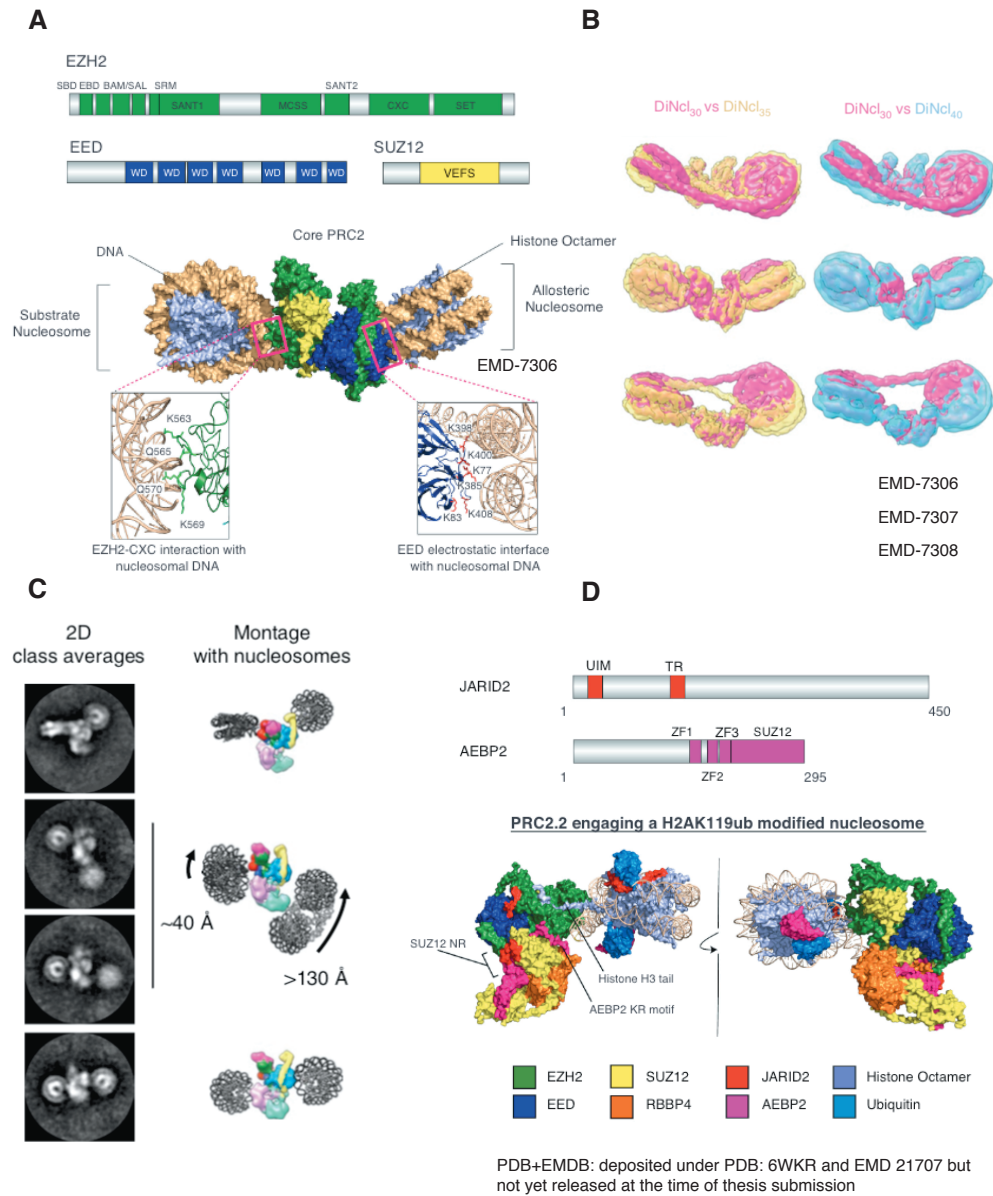 A
EZH2
SBD EBD BAM/SAL SRM SANT2
SANT1 MCSS CXC SET
EED
WD WD WD WD WD WD WD
SUZ12
VEFS
Core PRC2
DNA
Histone Octamer
Substrate
Nucleosome
Allosteric
Nucleosome
EMD-7306
K563
Q565
Q570
K569
K398
K400
K77
K385
K83
K408
EZH2-CXC interaction with
nucleosomal DNA
EED electrostatic interface
with nucleosomal DNA
B
DiNcl30 vs DiNcl35
DiNcl30 vs DiNcl40
EMD-7306
EMD-7307
EMD-7308
C
2D
class averages
Montage
with nucleosomes
~40 Å
>130 Å
D
UIM TR
JARID2
1 450
ZF1 ZF3 SUZ12
AEBP2
1 ZF2 295
PRC2.2 engaging a H2AK119ub modified nucleosome
SUZ12 NR
Histone H3 tail
AEBP2 KR motif
EZH2 SUZ12 JARID2 Histone Octamer
EED RBBP4 AEBP2 Ubiquitin
PDB+EMDB: deposited under PDB: 6WKR and EMD 21707 but
not yet released at the time of thesis submission